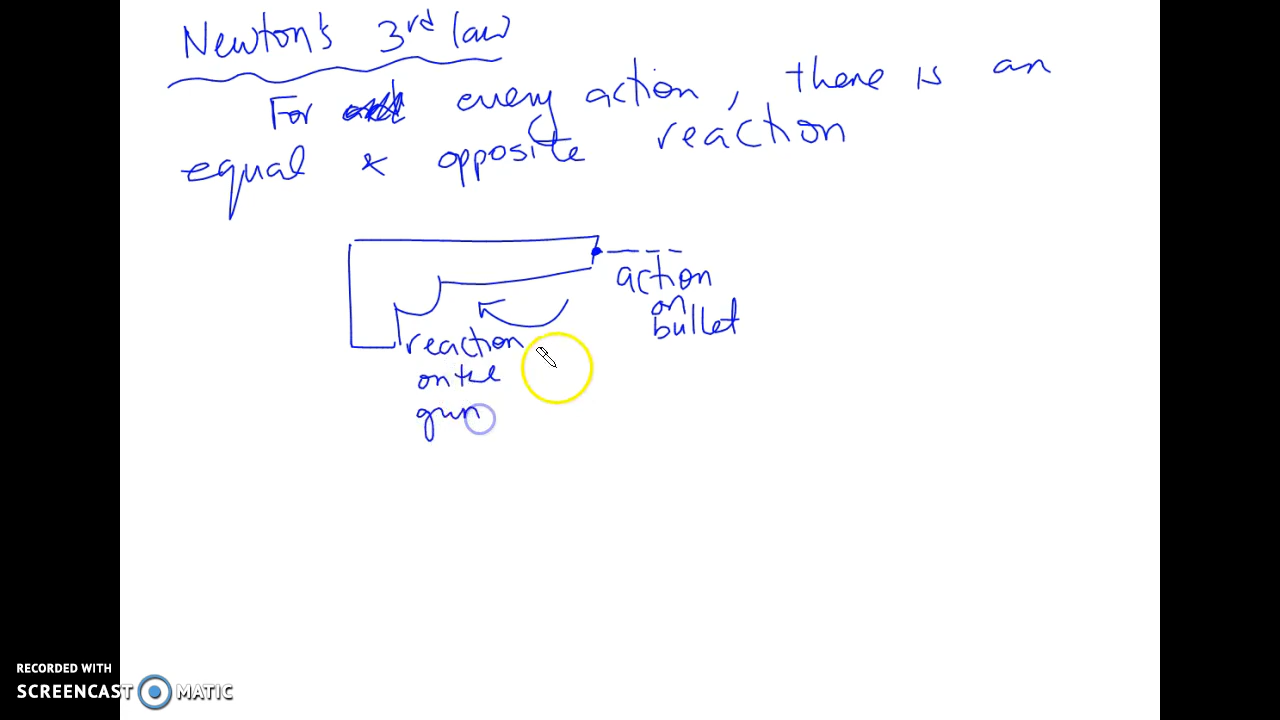 Newton's 3rd law
For every action, there is an
equal & opposite reaction
action
on
bullet
reaction
on the
gun
RECORDED WITH
SCREENCAST MATIC